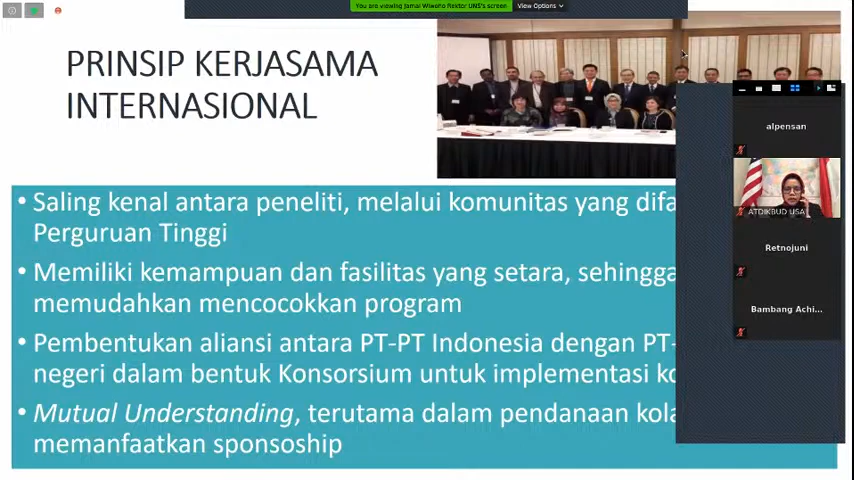 You are viewing Jamal Wiwoho Rektor UNS's screen
View Options
PRINSIP KERJASAMA
INTERNASIONAL
• Saling kenal antara peneliti, melalui komunitas yang difa
Perguruan Tinggi
• Memiliki kemampuan dan fasilitas yang setara, sehingga
memudahkan mencocokkan program
• Pembentukan aliansi antara PT-PT Indonesia dengan PT-
negeri dalam bentuk Konsorsium untuk implementasi ko
• Mutual Understanding, terutama dalam pendanaan kola
memanfaatkan sponsoship
alpensan
ATDIKBUD USA
Retnojuni
Bambang Achi...